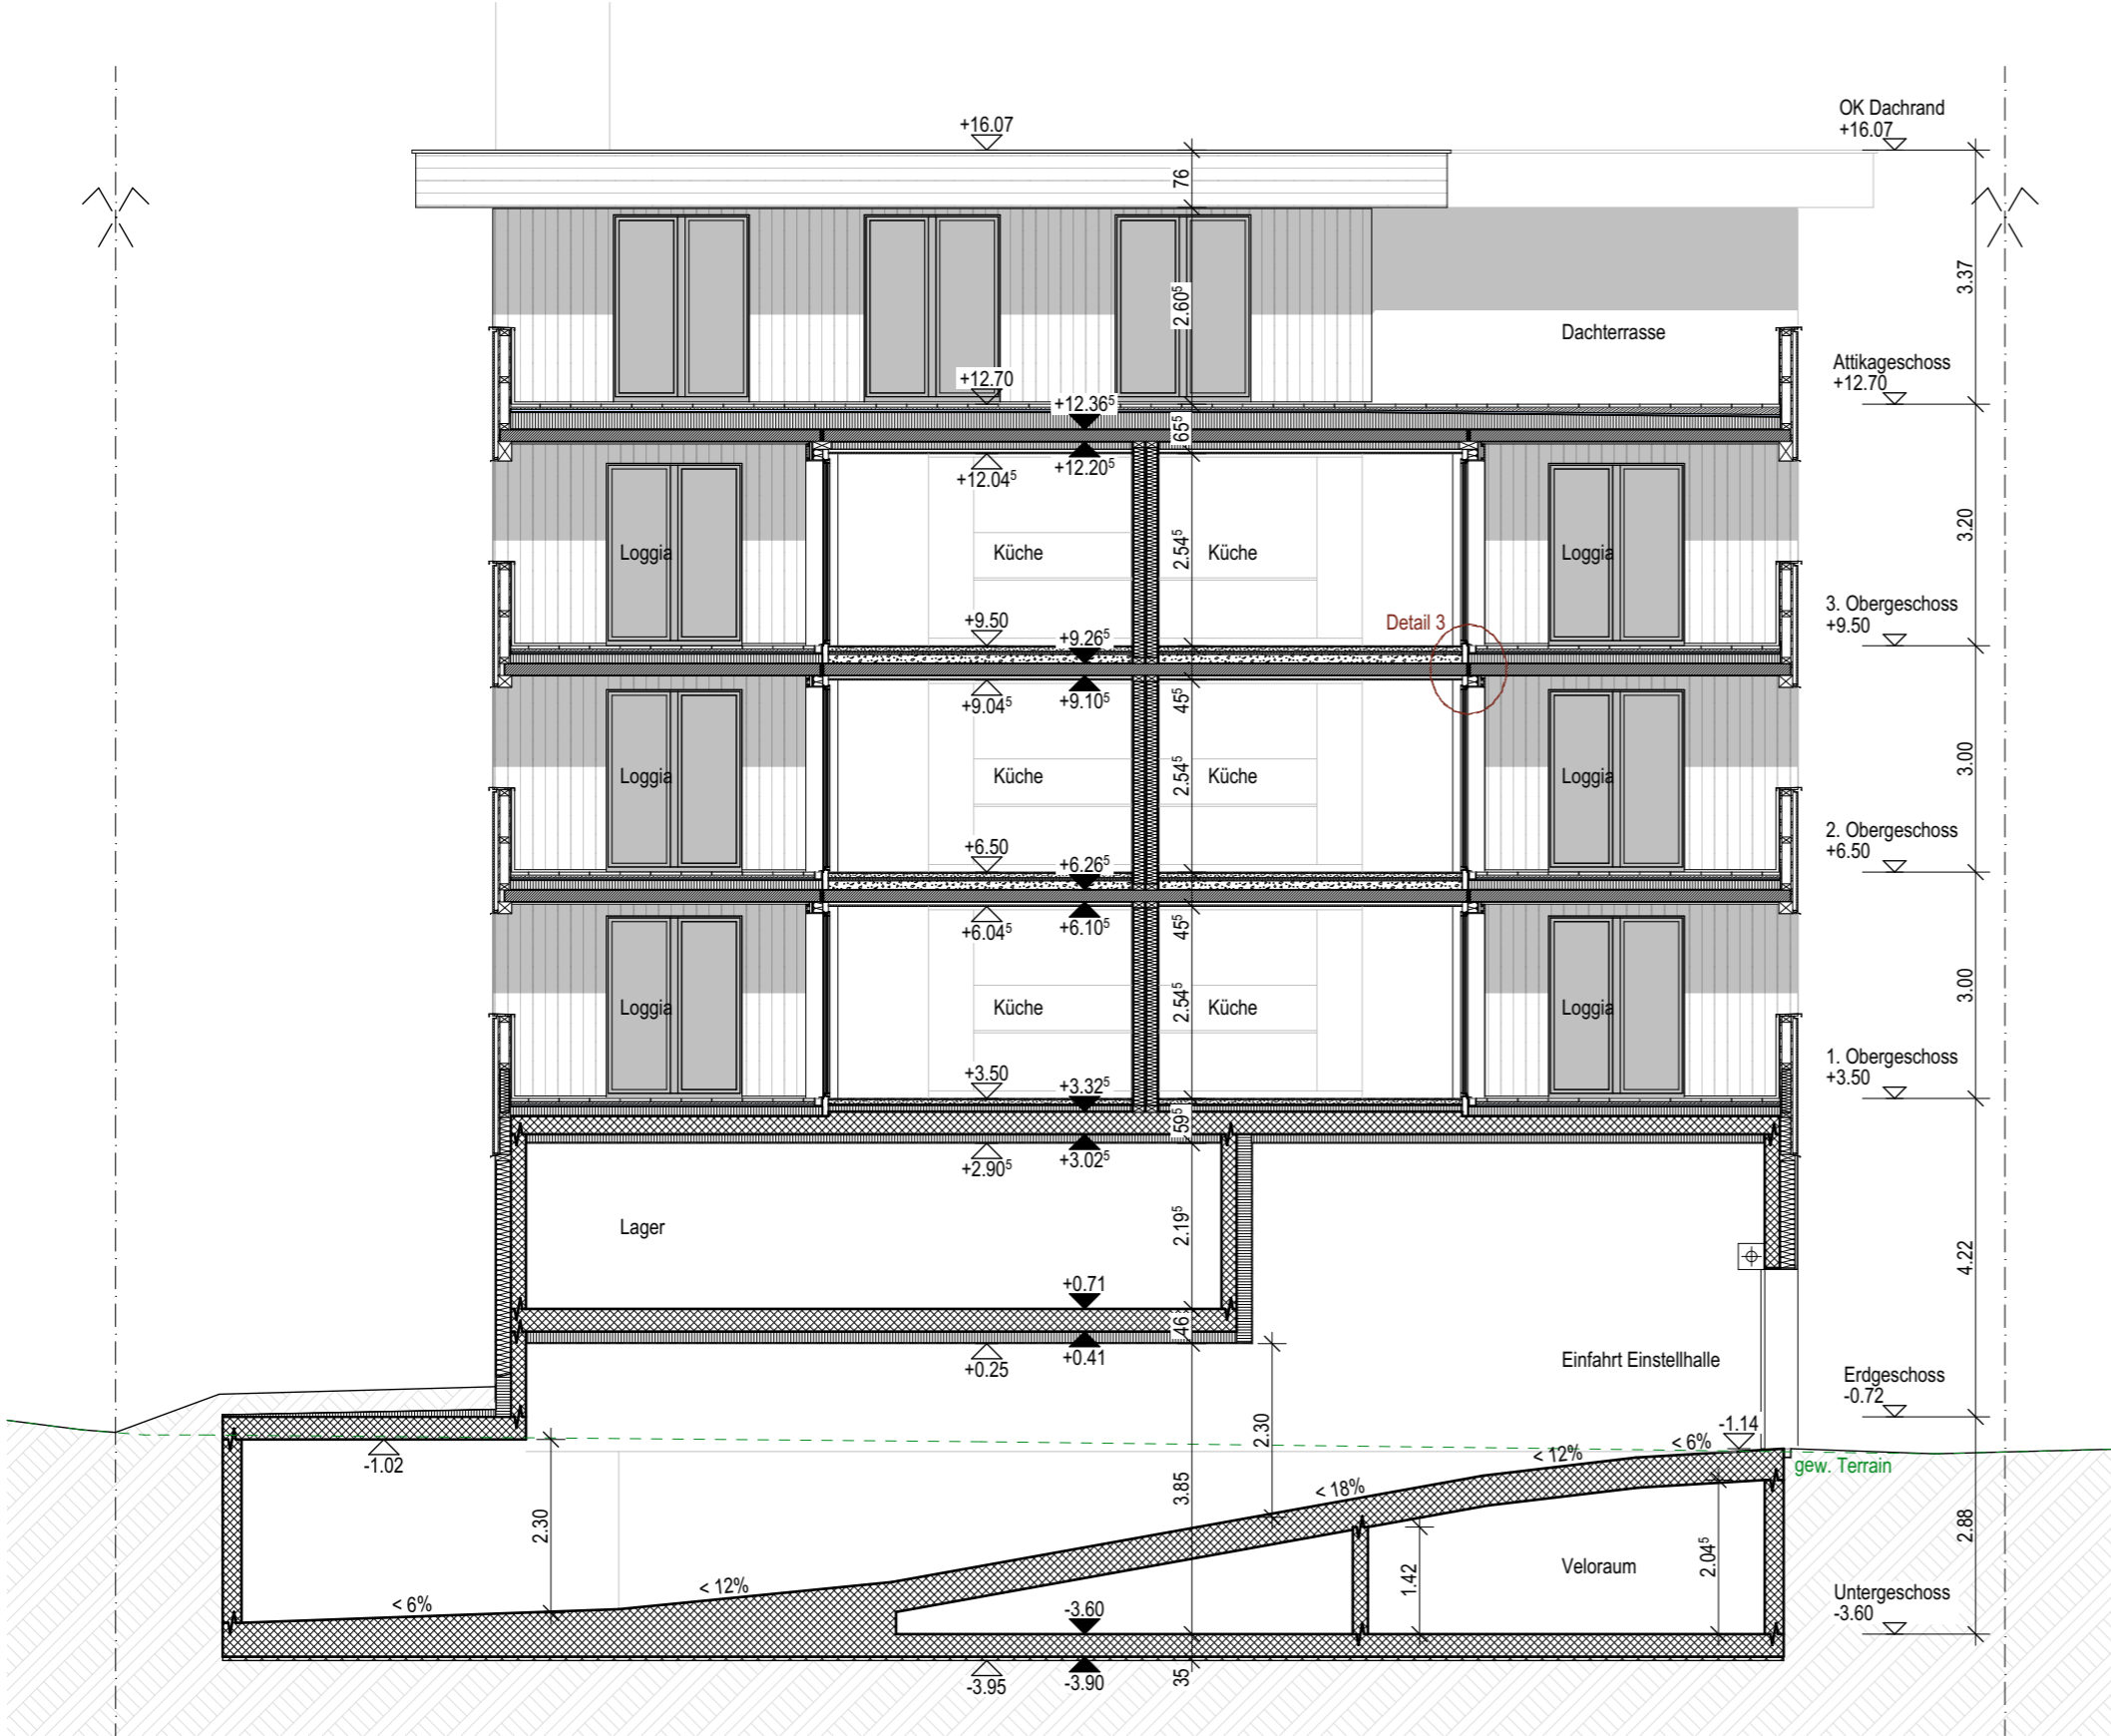 OK Dachrand
+16.07
+16.07
76
3.37
2.60⁵
Dachterrasse
Attikageschoss
+12.70
+12.70
+12.36⁵
65⁵
+12.04⁵
+12.20⁵
3.20
Loggia
Küche
2.54⁵
Küche
Loggia
3. Obergeschoss
+9.50
+9.50
+9.26⁵
Detail 3
+9.04⁵
+9.10⁵
45⁵
3.00
Loggia
Küche
2.54⁵
Küche
Loggia
2. Obergeschoss
+6.50
+6.50
+6.26⁵
+6.04⁵
+6.10⁵
45⁵
3.00
Loggia
Küche
2.54⁵
Küche
Loggia
1. Obergeschoss
+3.50
+3.50
+3.32⁵
59⁵
+2.90⁵
+3.02⁵
Lager
2.19⁵
4.22
+0.71
46
+0.25
+0.41
Einfahrt Einstellhalle
Erdgeschoss
-0.72
-1.14
2.30
< 6%
< 12%
gew. Terrain
-1.02
3.85
< 18%
2.30
2.88
1.42
Veloraum
2.04⁵
< 12%
< 6%
-3.60
Untergeschoss
-3.60
-3.95
-3.90
35